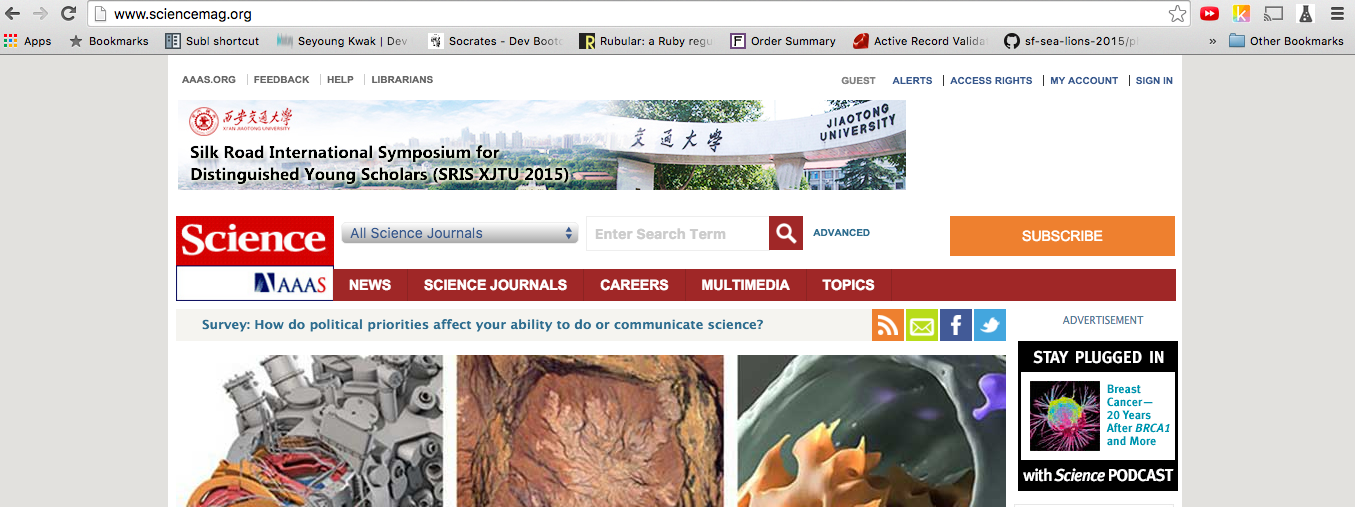 www.sciencemag.org
Apps
Bookmarks
Subl shortcut
Seyoung Kwak | Dev
Socrates - Dev Bootc
Rubular: a Ruby regu
Order Summary
Active Record Valida
sf-sea-lions-2015/p
»
Other Bookmarks
AAAS.ORG | FEEDBACK | HELP | LIBRARIANS
GUEST ALERTS | ACCESS RIGHTS | MY ACCOUNT | SIGN IN
西安交通大学
XI'AN JIAOTONG UNIVERSITY
Silk Road International Symposium for
Distinguished Young Scholars (SRIS XJTU 2015)
交通大學
JIAOTONG
UNIVERSITY
Science
AAAS
All Science Journals
Enter Search Term
ADVANCED
SUBSCRIBE
NEWS SCIENCE JOURNALS CAREERS MULTIMEDIA TOPICS
Survey: How do political priorities affect your ability to do or communicate science?
ADVERTISEMENT
STAY PLUGGED IN
Breast
Cancer—
20 Years
After BRCA1
and More
with Science PODCAST